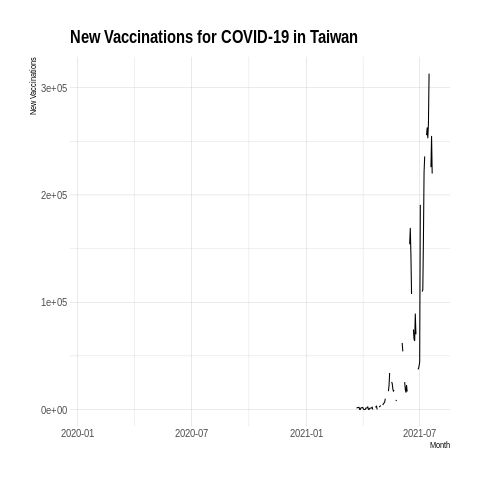 New Vaccinations for COVID-19 in Taiwan
New Vaccinations
3e+05
2e+05
1e+05
0e+00
2020-01 2020-07 2021-01 2021-07
Month